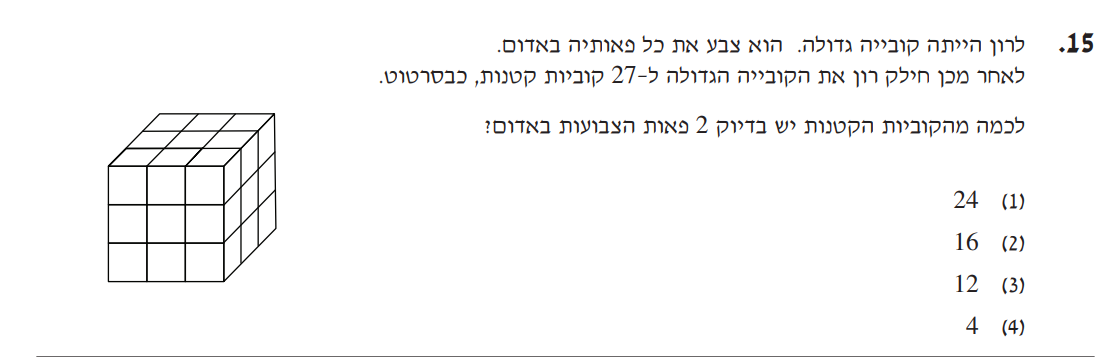 15. לרון הייתה קובייה גדולה. הוא צבע את כל פאותיה באדום.
לאחר מכן חילק רון את הקובייה הגדולה ל-27 קוביות קטנות, כבסרטוט.
לכמה מהקוביות הקטנות יש בדיוק 2 פאות הצבועות באדום?
(1) 24
(2) 16
(3) 12
(4) 4